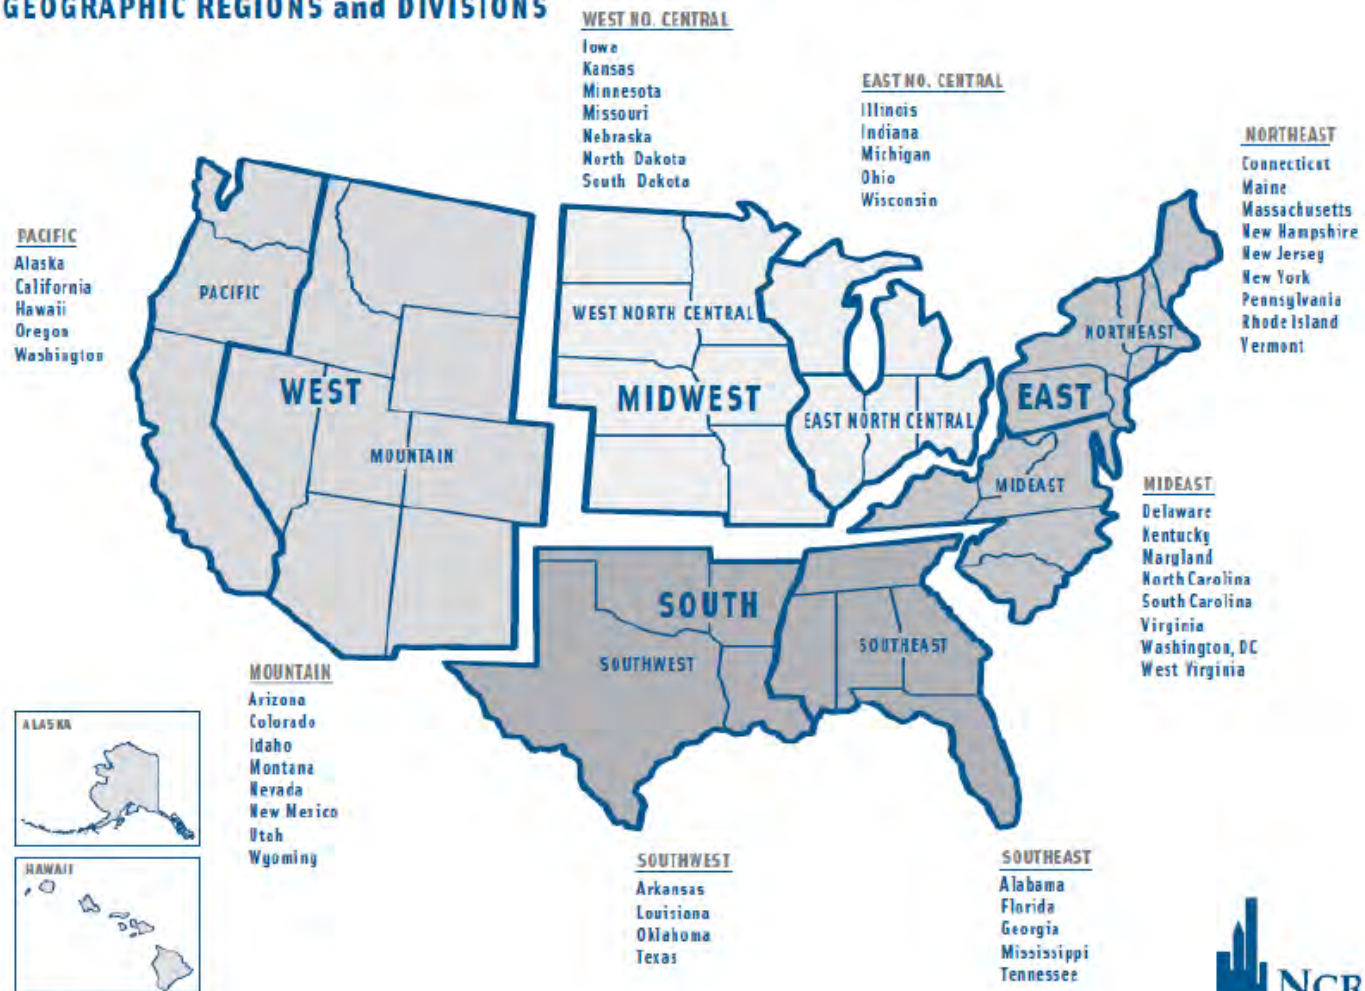 GEOGRAPHIC REGIONS and DIVISIONS
WEST NO. CENTRAL
Iowa
Kansas
Minnesota
Missouri
Nebraska
North Dakota
South Dakota
EAST NO. CENTRAL
Illinois
Indiana
Michigan
Ohio
Wisconsin
NORTHEAST
Connecticut
Maine
Massachusetts
New Hampshire
New Jersey
New York
Pennsylvania
Rhode Island
Vermont
PACIFIC
Alaska
California
Hawaii
Oregon
Washington
PACIFIC
WEST
MOUNTAIN
WEST NORTH CENTRAL
MIDWEST
EAST NORTH CENTRAL
NORTHEAST
EAST
MIDEAST
SOUTH
SOUTHWEST
SOUTHEAST
MIDEAST
Delaware
Kentucky
Maryland
North Carolina
South Carolina
Virginia
Washington, DC
West Virginia
MOUNTAIN
Arizona
Colorado
Idaho
Montana
Nevada
New Mexico
Utah
Wyoming
ALASKA
HAWAII
SOUTHWEST
Arkansas
Louisiana
Oklahoma
Texas
SOUTHEAST
Alabama
Florida
Georgia
Mississippi
Tennessee
NCR